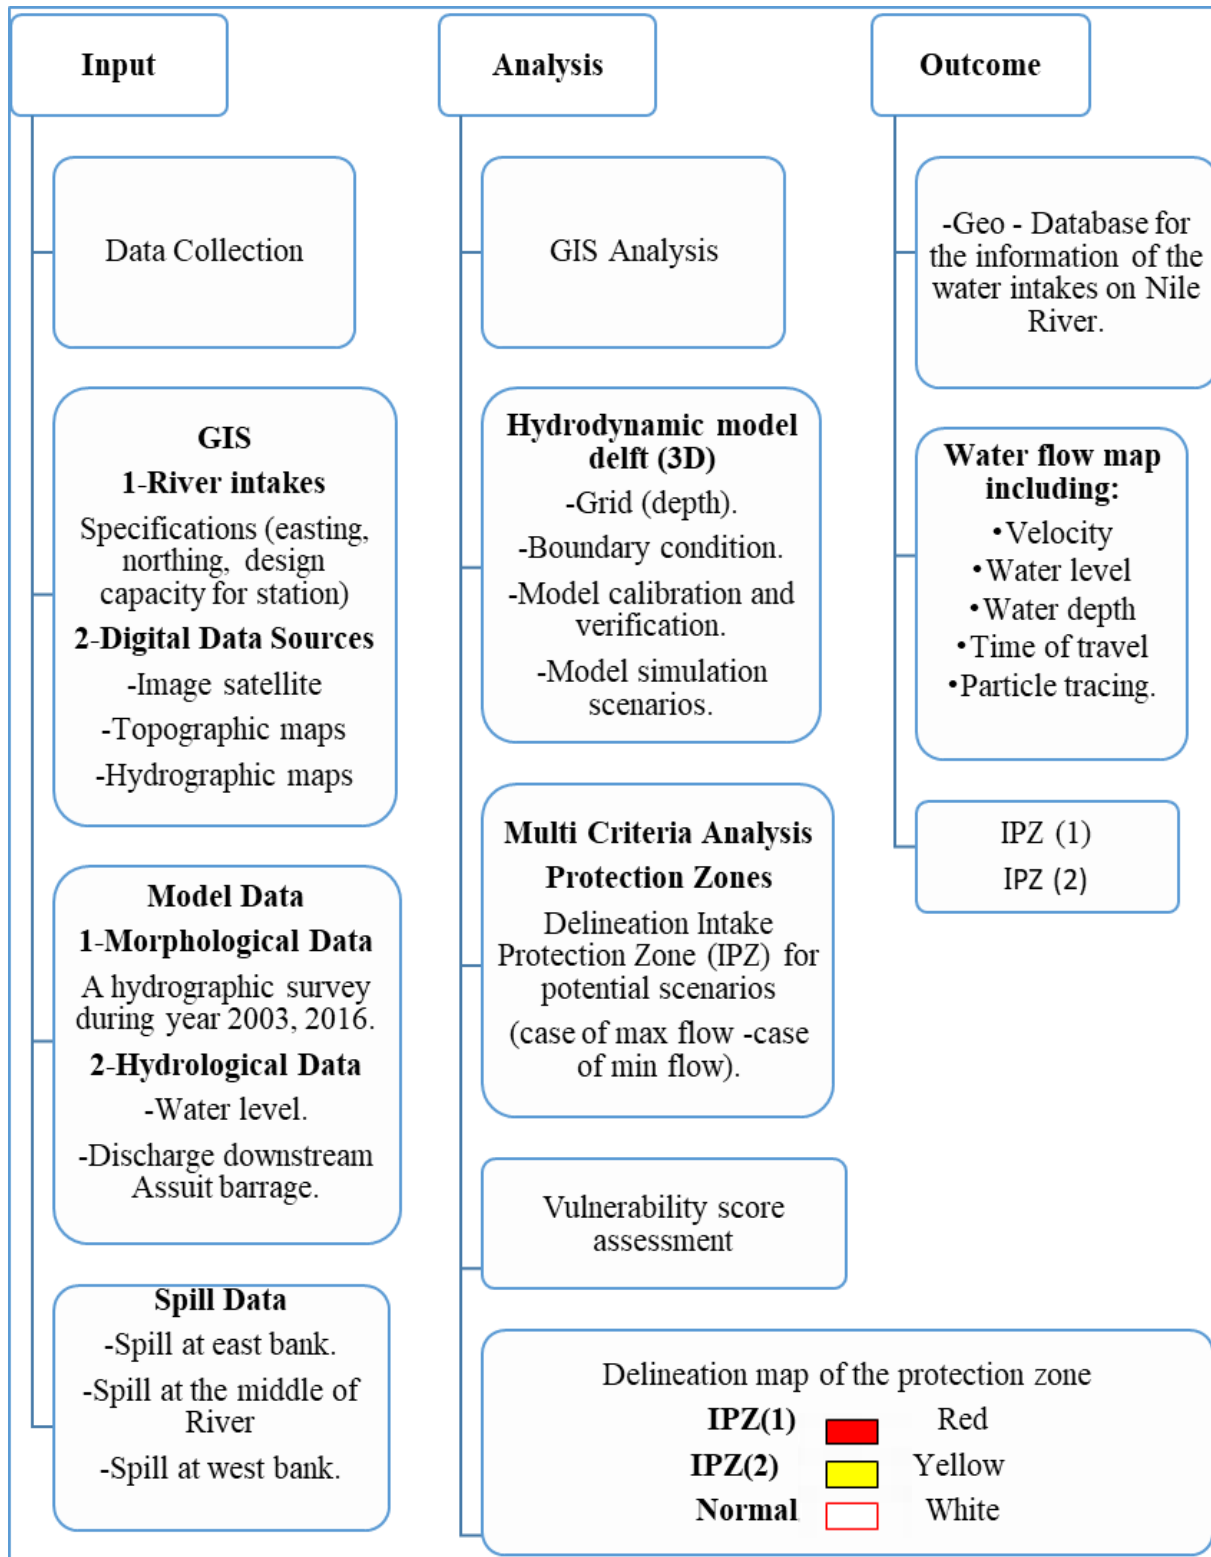 Input
Data Collection
GIS
1-River intakes
Specifications (easting,
northing, design
capacity for station)
2-Digital Data Sources
-Image satellite
-Topographic maps
-Hydrographic maps
Model Data
1-Morphological Data
A hydrographic survey
during year 2003, 2016.
2-Hydrological Data
-Water level.
-Discharge downstream
Assuit barrage.
Spill Data
-Spill at east bank.
-Spill at the middle of
River
-Spill at west bank.
Analysis
GIS Analysis
Hydrodynamic model
delft (3D)
-Grid (depth).
-Boundary condition.
-Model calibration and
verification.
-Model simulation
scenarios.
Multi Criteria Analysis
Protection Zones
Delineation Intake
Protection Zone (IPZ) for
potential scenarios
(case of max flow -case
of min flow).
Vulnerability score
assessment
Delineation map of the protection zone
IPZ(1) Red
IPZ(2) Yellow
Normal White
Outcome
-Geo - Database for
the information of the
water intakes on Nile
River.
Water flow map
including:
•Velocity
•Water level
•Water depth
•Time of travel
•Particle tracing.
IPZ (1)
IPZ (2)